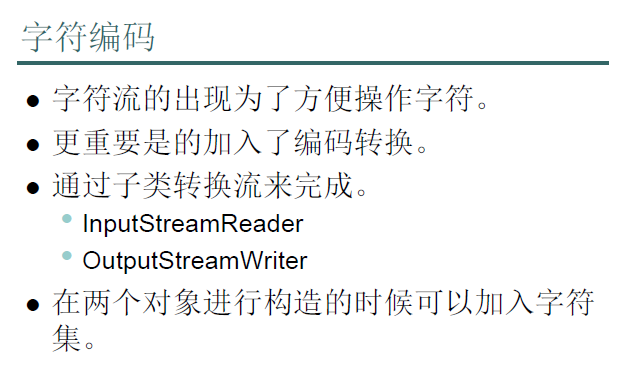 字符编码
字符流的出现为了方便操作字符。
更重要是的加入了编码转换。
通过子类转换流来完成。
InputStreamReader
OutputStreamWriter
在两个对象进行构造的时候可以加入字符
集。